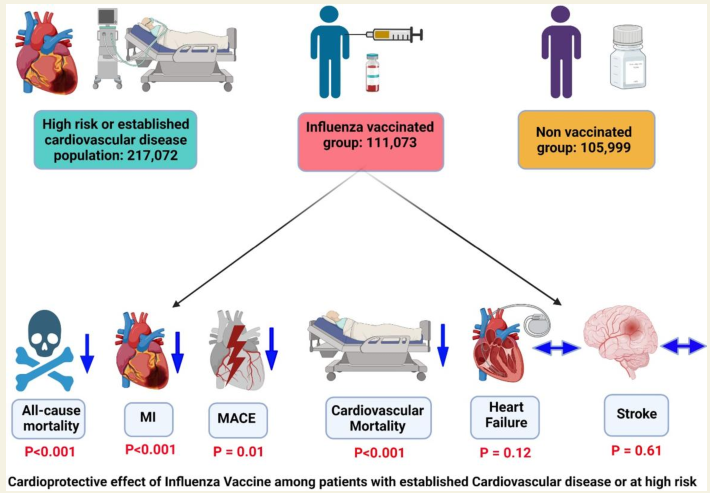 High risk or established
cardiovascular disease
population: 217,072
Influenza vaccinated
group: 111,073
Non vaccinated
group: 105,999
All-cause
mortality
P<0.001
MI
P<0.001
MACE
P = 0.01
Cardiovascular
Mortality
P<0.001
Heart
Failure
P = 0.12
Stroke
P = 0.61
Cardioprotective effect of Influenza Vaccine among patients with established Cardiovascular disease or at high risk